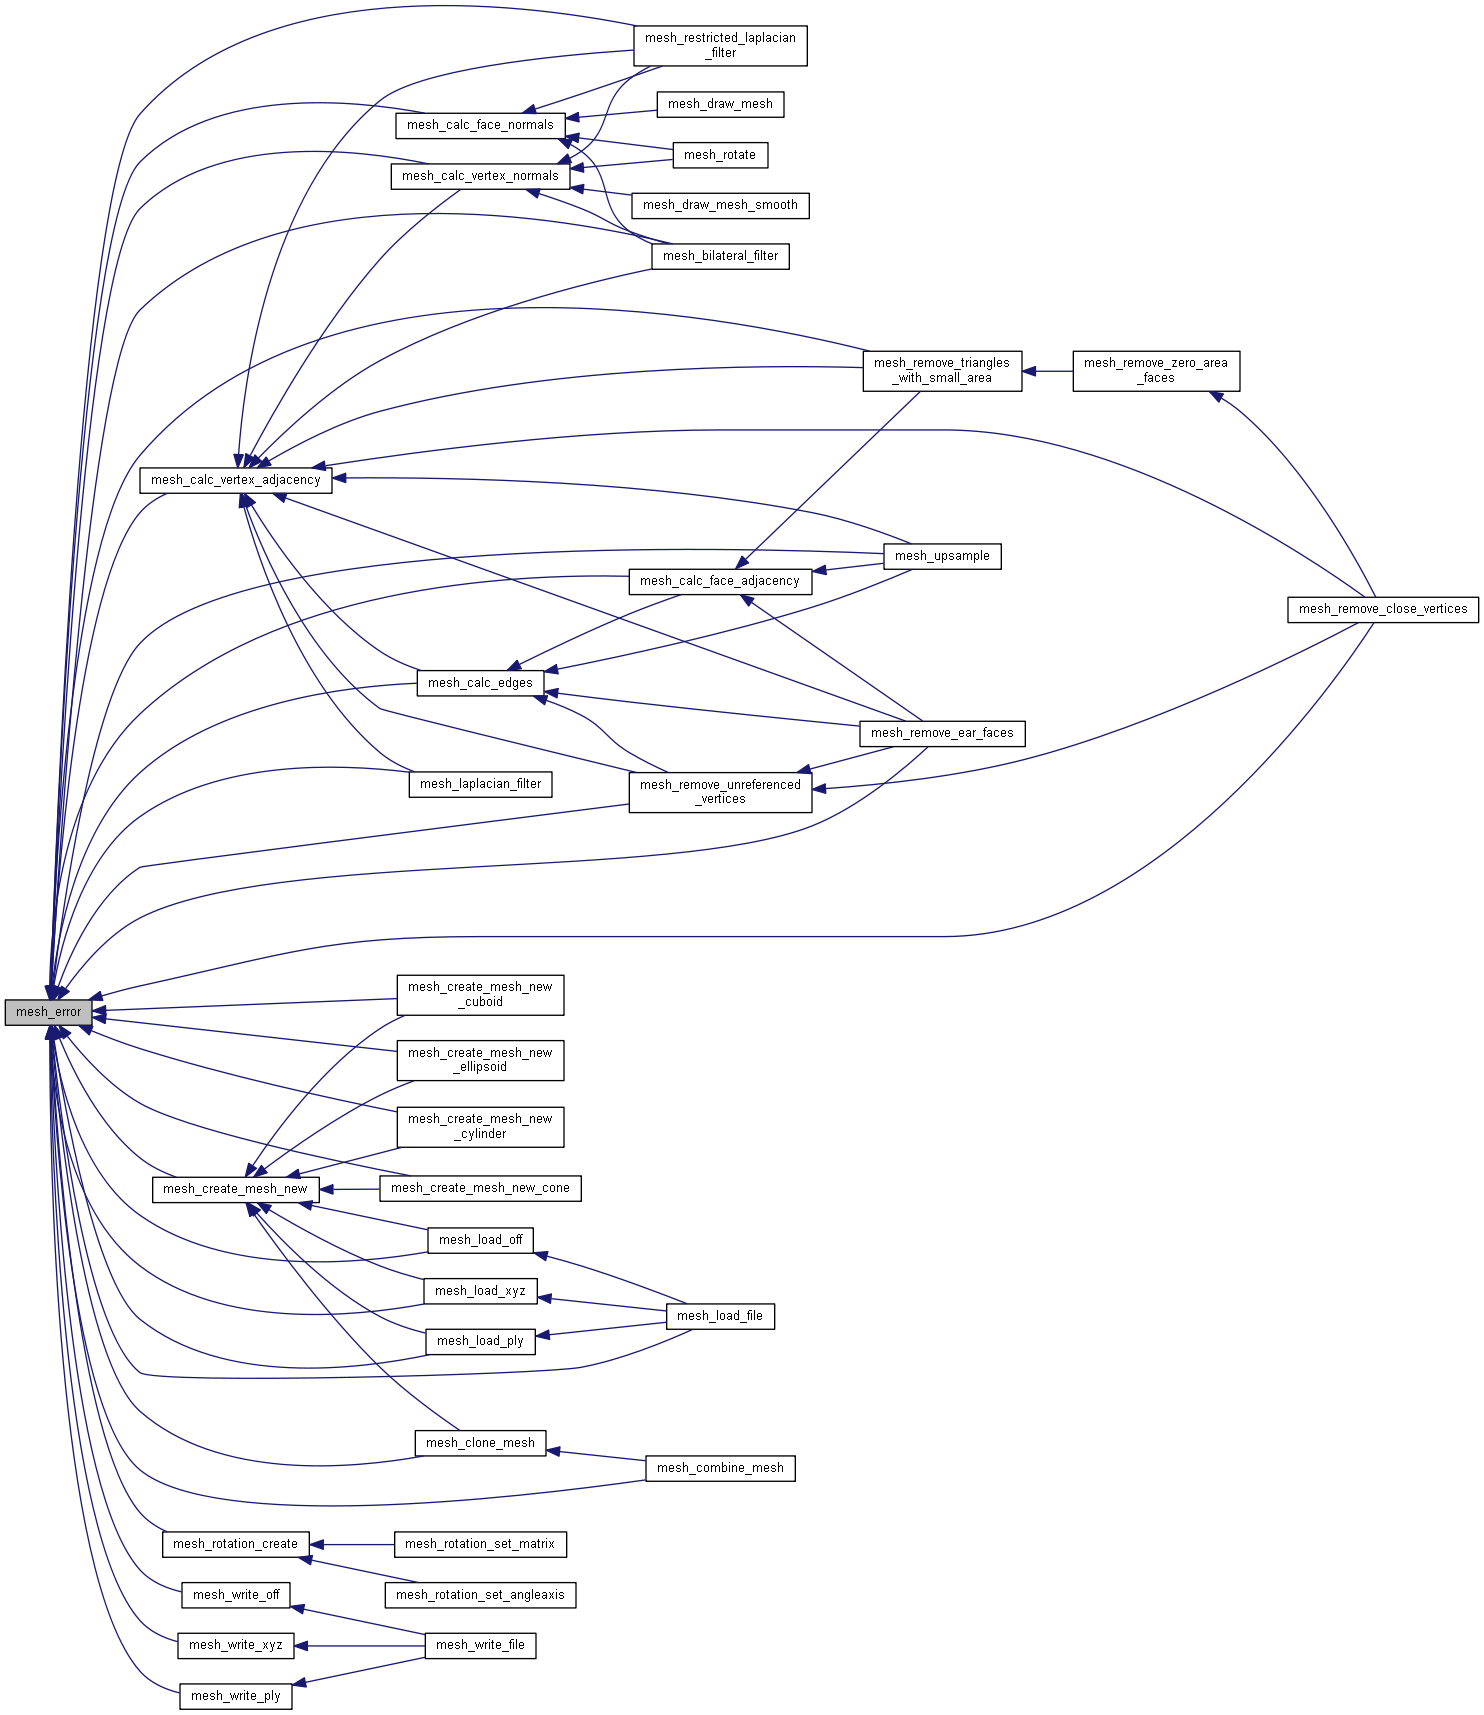 mesh_restricted_laplacian
_filter
mesh_draw_mesh
mesh_calc_face_normals
mesh_rotate
mesh_calc_vertex_normals
mesh_draw_mesh_smooth
mesh_bilateral_filter
mesh_remove_triangles
_with_small_area
mesh_remove_zero_area
_faces
mesh_calc_vertex_adjacency
mesh_upsample
mesh_calc_face_adjacency
mesh_remove_close_vertices
mesh_calc_edges
mesh_remove_ear_faces
mesh_laplacian_filter
mesh_remove_unreferenced
_vertices
mesh_error
mesh_create_mesh_new
_cuboid
mesh_create_mesh_new
_ellipsoid
mesh_create_mesh_new
_cylinder
mesh_create_mesh_new
mesh_create_mesh_new_cone
mesh_load_off
mesh_load_xyz
mesh_load_file
mesh_load_ply
mesh_clone_mesh
mesh_combine_mesh
mesh_rotation_create
mesh_rotation_set_matrix
mesh_write_off
mesh_rotation_set_angleaxis
mesh_write_xyz
mesh_write_file
mesh_write_ply